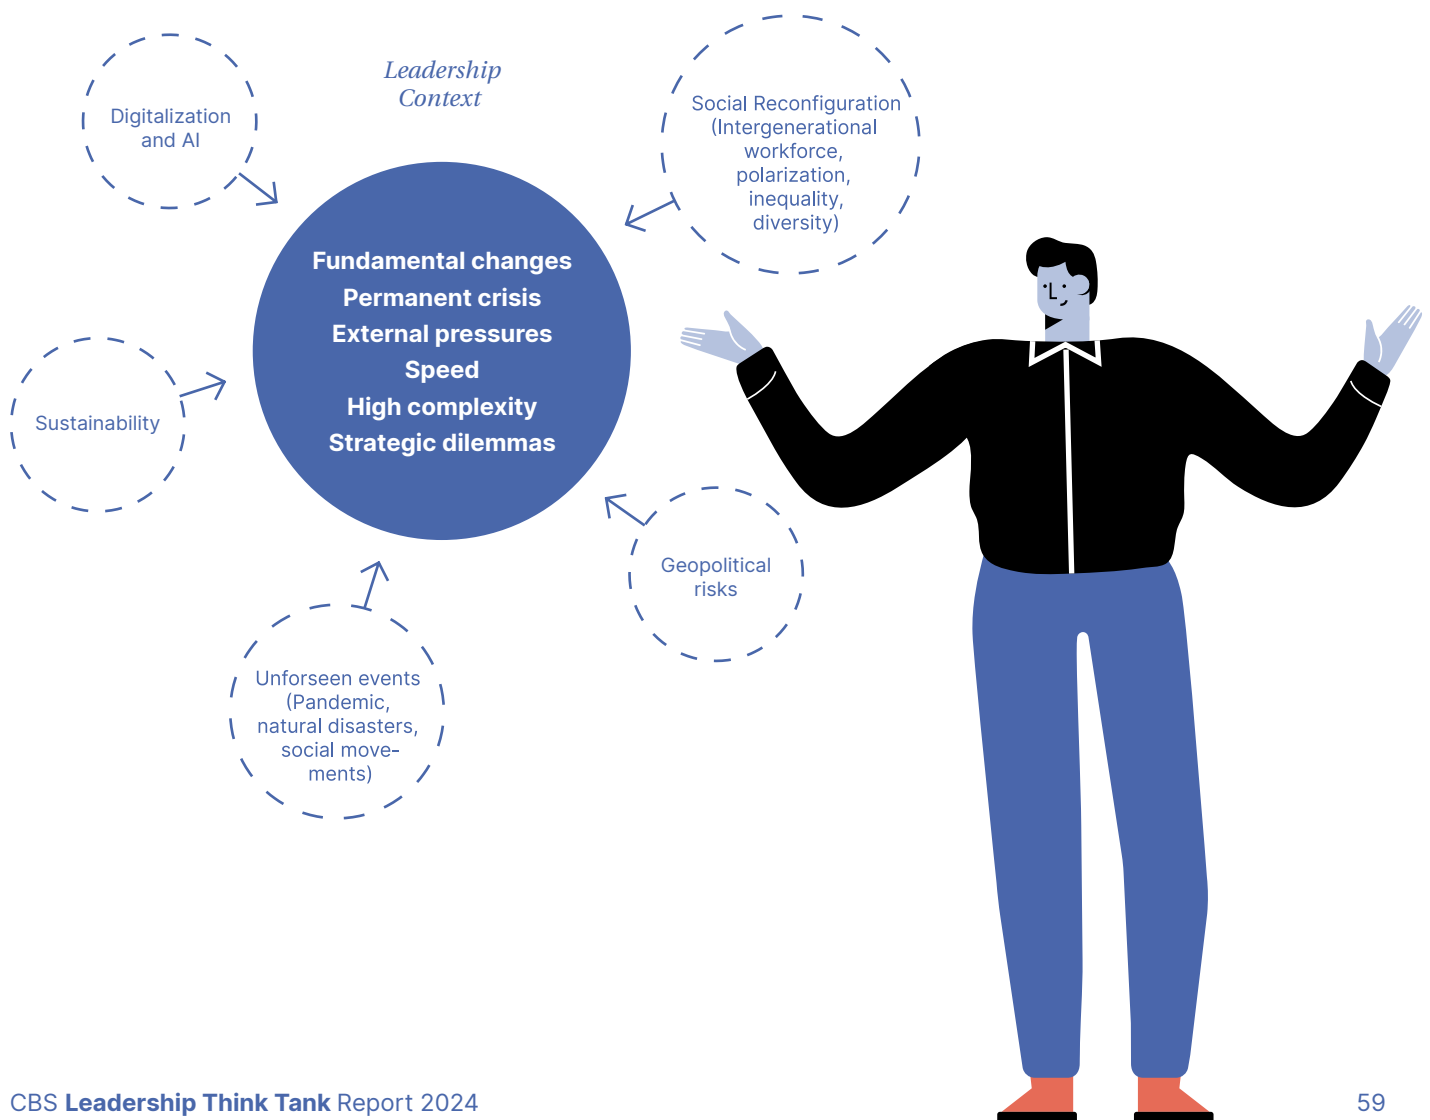 Leadership
Context
Digitalization
and AI
Social Reconfiguration
(Intergenerational
workforce,
polarization,
inequality,
diversity)
Fundamental changes
Permanent crisis
External pressures
Speed
High complexity
Strategic dilemmas
Sustainability
Geopolitical
risks
Unforseen events
(Pandemic,
natural disasters,
social move-
ments)
CBS Leadership Think Tank Report 2024
59